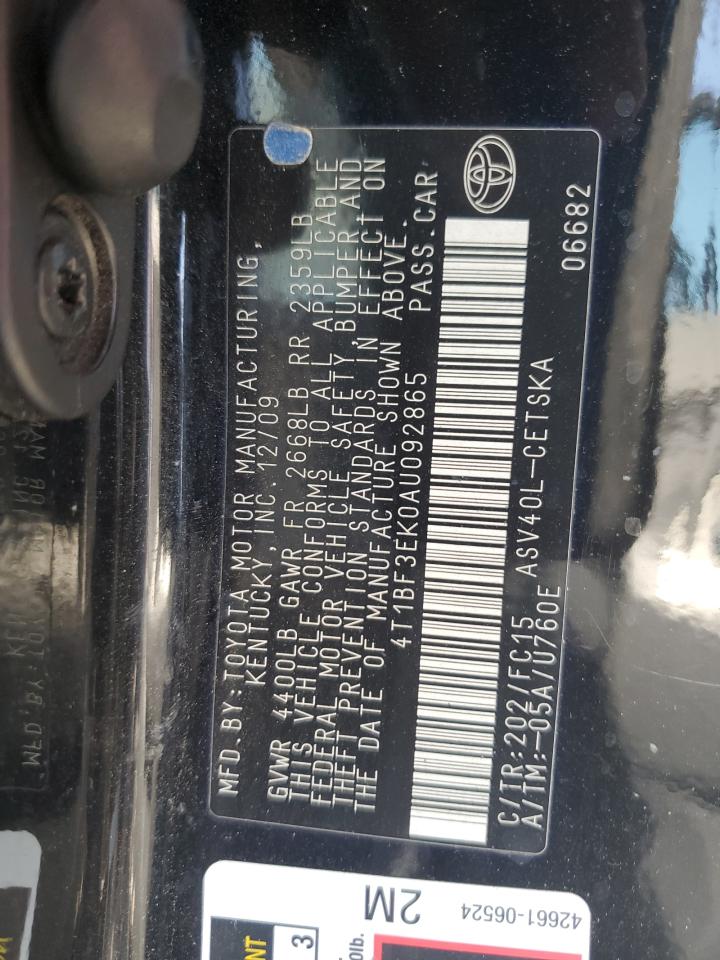 MFD.BY:TOYOTA MOTOR MANUFACTURING,
KENTUCKY,INC.12/09
GVWR 4400LB GAWR FR 2668LB RR 2359LB
THIS VEHICLE CONFORMS TO ALL APPLICABLE
FEDERAL MOTOR VEHICLE SAFETY,BUMPER,AND
THEFT PREVENTION STANDARDS IN EFFECT ON
THE DATE OF MANUFACTURE SHOWN ABOVE.
4T1BF3EK0AU092865 PASS.CAR
C/TR:202/FC15 ASV40L-CETSKA
A/TM:-05A/U760E 06682
2M
42661-06524
3
0lb.